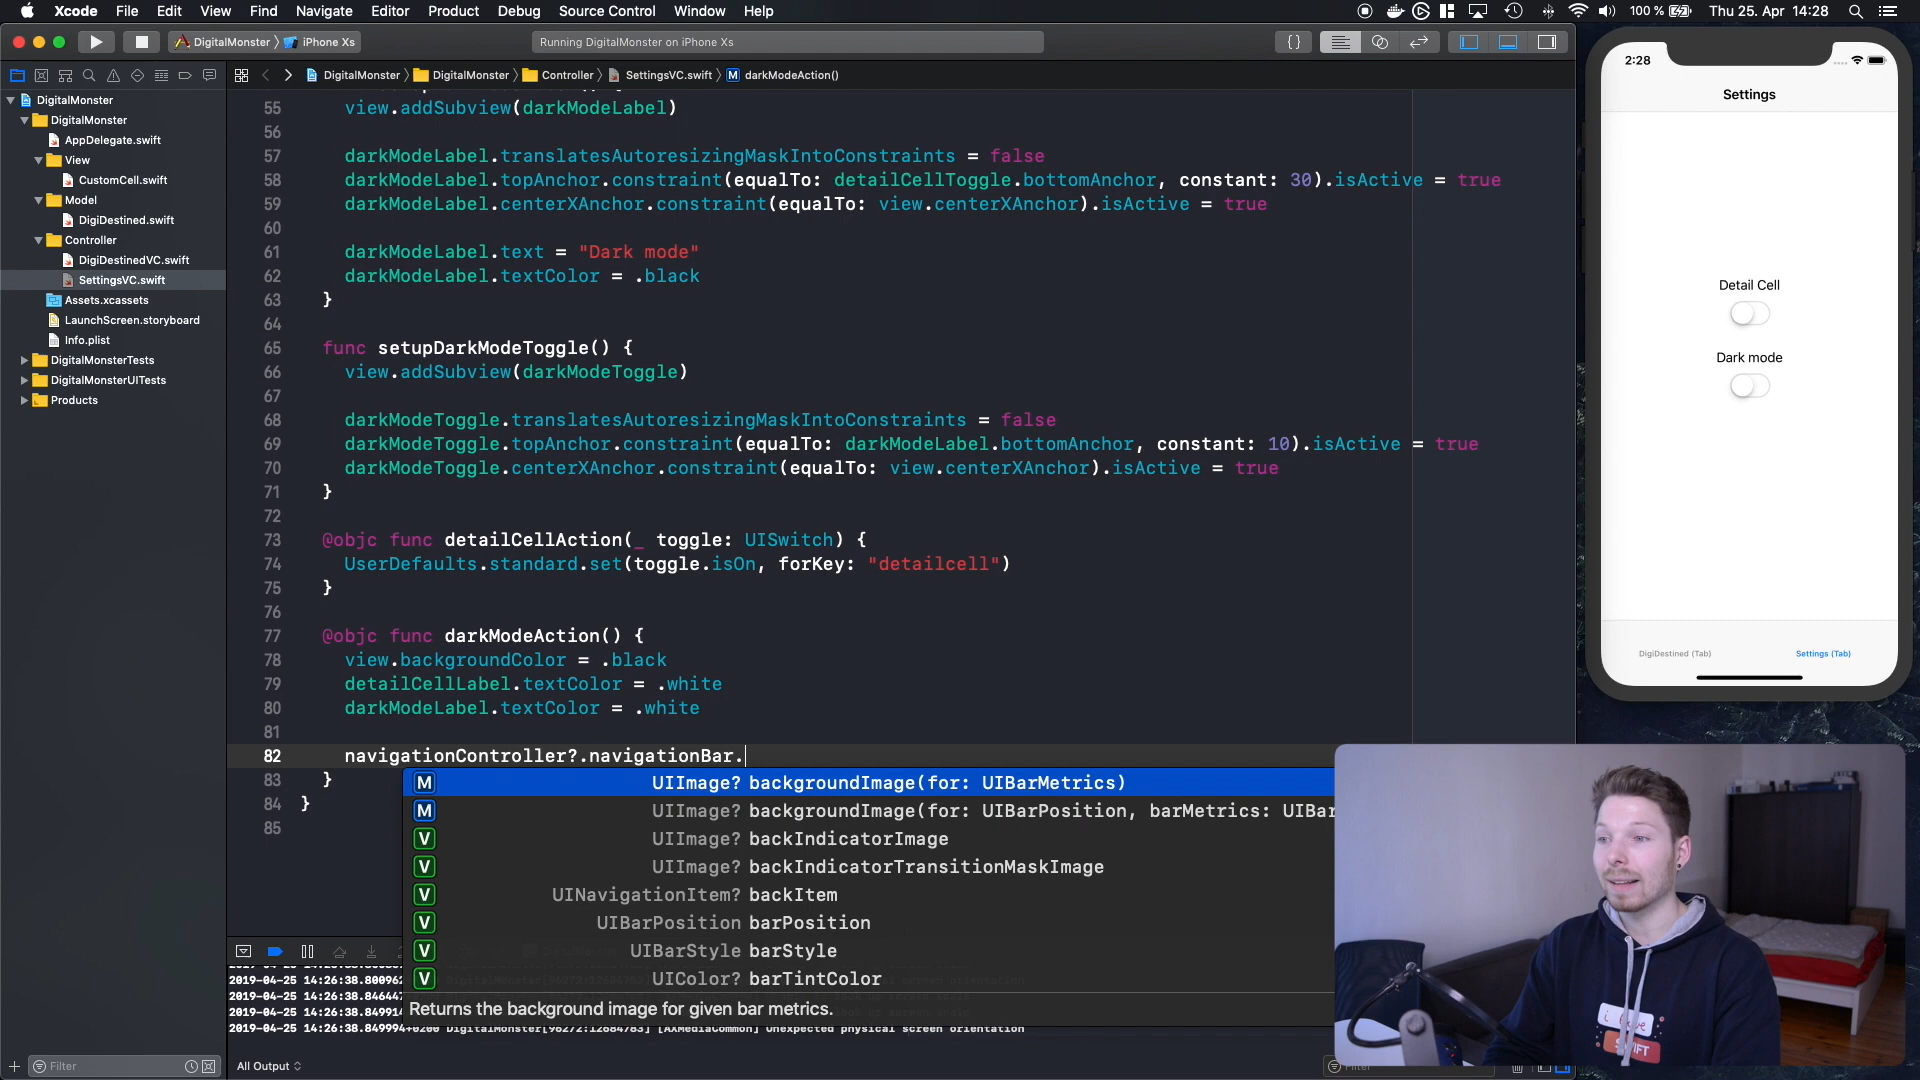 Xcode File Edit View Find Navigate Editor Product Debug Source Control Window Help
100 % Thu 25. Apr 14:28
DigitalMonster iPhone Xs
Running DigitalMonster on iPhone Xs
DigitalMonster DigitalMonster Controller SettingsVC.swift M darkModeAction()
DigitalMonster
DigitalMonster
AppDelegate.swift
View
CustomCell.swift
Model
DigiDestined.swift
Controller
DigiDestinedVC.swift
SettingsVC.swift
Assets.xcassets
LaunchScreen.storyboard
Info.plist
DigitalMonsterTests
DigitalMonsterUITests
Products
Filter
55 view.addSubview(darkModeLabel)
56
57 darkModeLabel.translatesAutoresizingMaskIntoConstraints = false
58 darkModeLabel.topAnchor.constraint(equalTo: detailCellToggle.bottomAnchor, constant: 30).isActive = true
59 darkModeLabel.centerXAnchor.constraint(equalTo: view.centerXAnchor).isActive = true
60
61 darkModeLabel.text = "Dark mode"
62 darkModeLabel.textColor = .black
63 }
64
65 func setupDarkModeToggle() {
66 view.addSubview(darkModeToggle)
67
68 darkModeToggle.translatesAutoresizingMaskIntoConstraints = false
69 darkModeToggle.topAnchor.constraint(equalTo: darkModeLabel.bottomAnchor, constant: 10).isActive = true
70 darkModeToggle.centerXAnchor.constraint(equalTo: view.centerXAnchor).isActive = true
71 }
72
73 @objc func detailCellAction(_ toggle: UISwitch) {
74 UserDefaults.standard.set(toggle.isOn, forKey: "detailcell")
75 }
76
77 @objc func darkModeAction() {
78 view.backgroundColor = .black
79 detailCellLabel.textColor = .white
80 darkModeLabel.textColor = .white
81
82 navigationController?.navigationBar.
83 }
84 }
85
M UIImage? backgroundImage(for: UIBarMetrics)
M UIImage? backgroundImage(for: UIBarPosition, barMetrics: UIBar
V UIImage? backIndicatorImage
V UIImage? backIndicatorTransitionMaskImage
V UINavigationItem? backItem
V UIBarPosition barPosition
V UIBarStyle barStyle
V UIColor? barTintColor
Returns the background image for given bar metrics.
2019-04-25 14:26:38.800962
2019-04-25 14:26:38.846447
2019-04-25 14:26:38.849914
2019-04-25 14:26:38.849994+0200 DigitalMonster[96272:12684783] [AXMediaCommon] Unexpected physical screen orientation
All Output
Filter
2:28
Settings
Detail Cell
Dark mode
DigiDestined (Tab) Settings (Tab)
i love
SWIFT